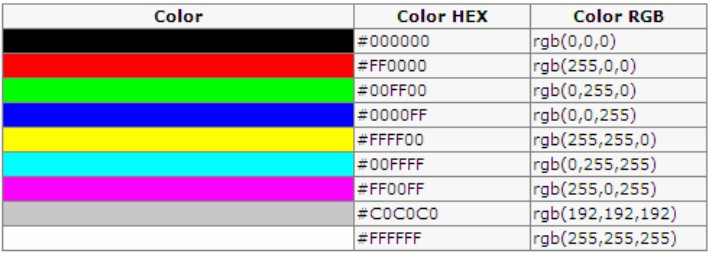 Color Color HEX Color RGB
#000000 rgb(0,0,0)
#FF0000 rgb(255,0,0)
#00FF00 rgb(0,255,0)
#0000FF rgb(0,0,255)
#FFFF00 rgb(255,255,0)
#00FFFF rgb(0,255,255)
#FF00FF rgb(255,0,255)
#C0C0C0 rgb(192,192,192)
#FFFFFF rgb(255,255,255)